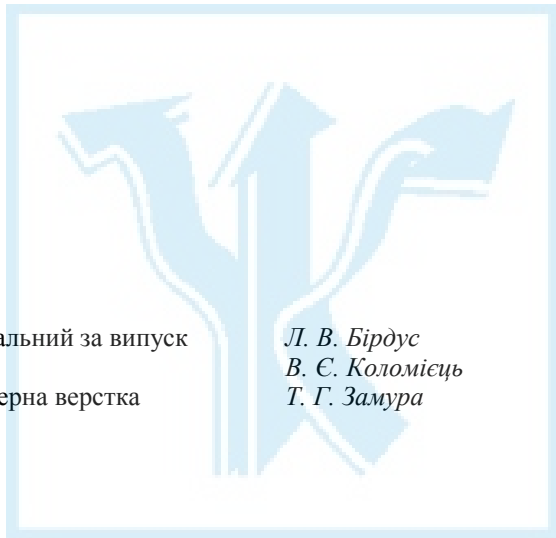 альний за випуск Л. В. Бірдус
В. Є. Коломієць
ерна верстка Т. Г. Замура